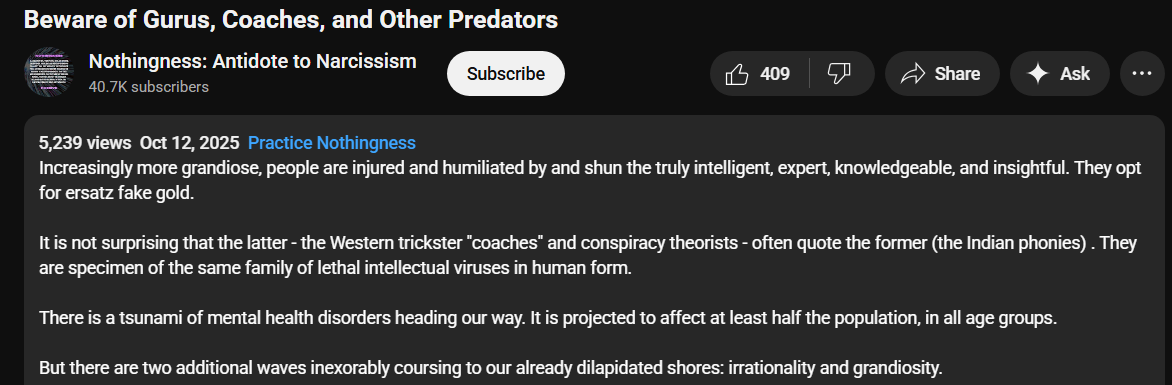 Beware of Gurus, Coaches, and Other Predators
Nothingness: Antidote to Narcissism
40.7K subscribers
Subscribe
409
Share
Ask
5,239 views Oct 12, 2025 Practice Nothingness
Increasingly more grandiose, people are injured and humiliated by and shun the truly intelligent, expert, knowledgeable, and insightful. They opt
for ersatz fake gold.
It is not surprising that the latter - the Western trickster "coaches" and conspiracy theorists - often quote the former (the Indian phonies) . They
are specimen of the same family of lethal intellectual viruses in human form.
There is a tsunami of mental health disorders heading our way. It is projected to affect at least half the population, in all age groups.
But there are two additional waves inexorably coursing to our already dilapidated shores: irrationality and grandiosity.